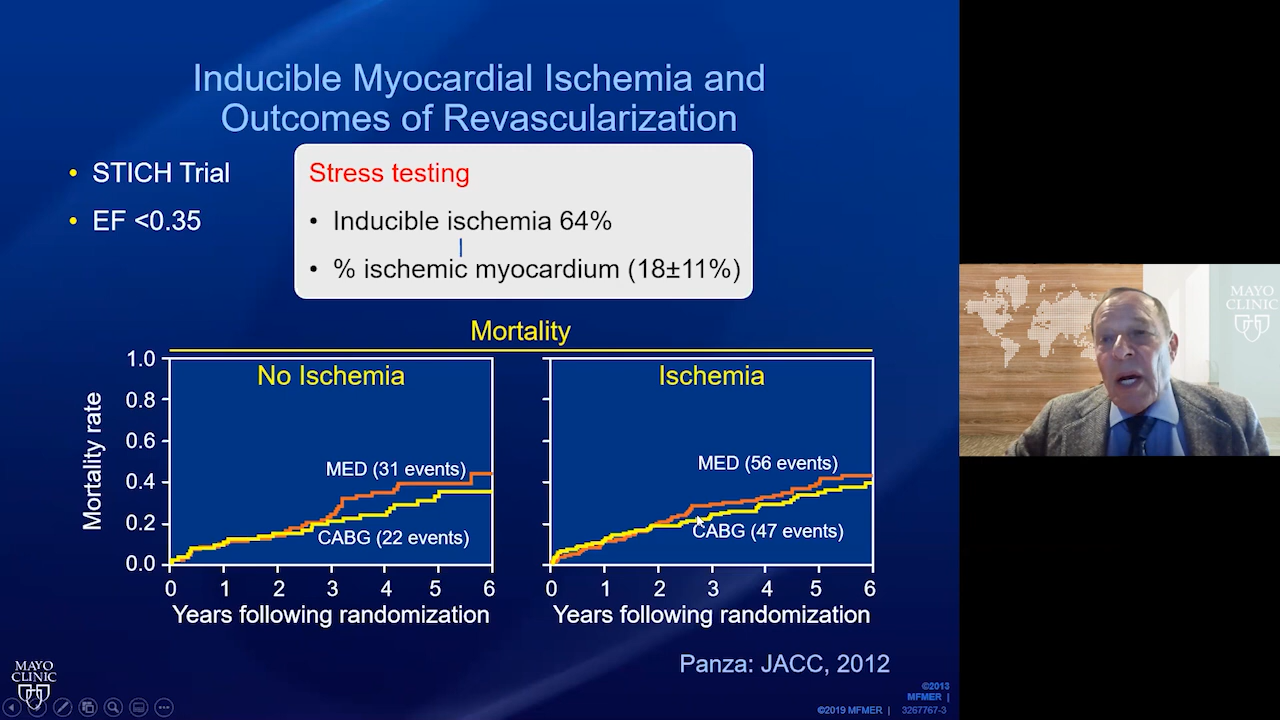 Inducible Myocardial Ischemia and
Outcomes of Revascularization
• STICH Trial
• EF <0.35
Stress testing
• Inducible ischemia 64%
• % ischemic myocardium (18±11%)
Mortality
Mortality rate
1.0
0.8
0.6
0.4
0.2
0.0
No Ischemia
MED (31 events)
CABG (22 events)
0 1 2 3 4 5 6
Years following randomization
Ischemia
MED (56 events)
CABG (47 events)
0 1 2 3 4 5 6
Years following randomization
Panza: JACC, 2012
MAYO
CLINIC
©2013
MFMER |
©2019 MFMER | 3267767-3
MAYO
CLINIC